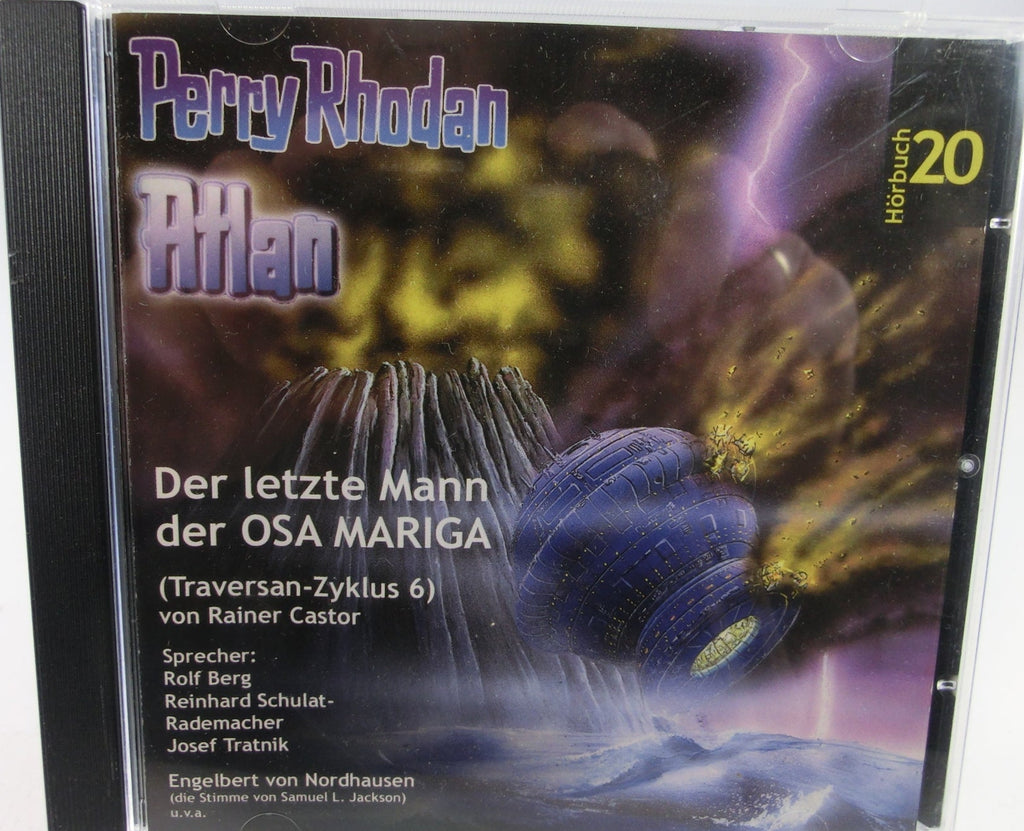 Perry Rhodan
Atlan
Hörbuch 20
Der letzte Mann
der OSA MARIGA
(Traversan-Zyklus 6)
von Rainer Castor
Sprecher:
Rolf Berg
Reinhard Schulat-
Rademacher
Josef Tratnik
Engelbert von Nordhausen
(die Stimme von Samuel L. Jackson)
u.v.a.